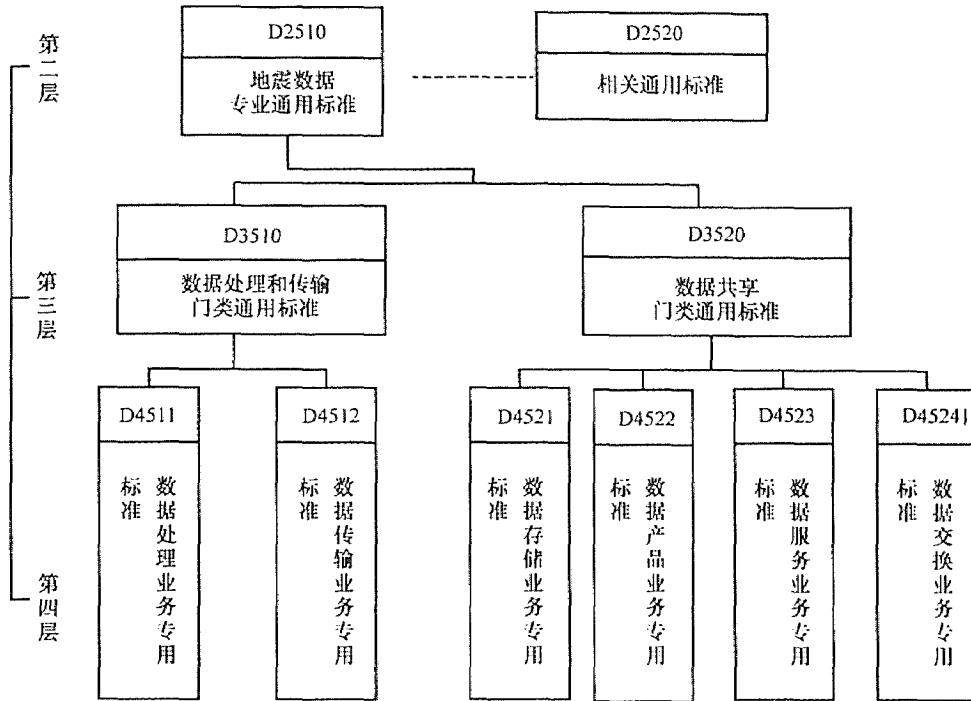 第二层
D2510
地震数据
专业通用标准
D2520
相关通用标准
第三层
D3510
数据处理和传输
门类通用标准
D3520
数据共享
门类通用标准
第四层
D4511
数据处理业务专用
标准
D4512
数据传输业务专用
标准
D4521
数据存储业务专用
标准
D4522
数据产品业务专用
标准
D4523
数据服务业务专用
标准
D45241
数据交换业务专用
标准